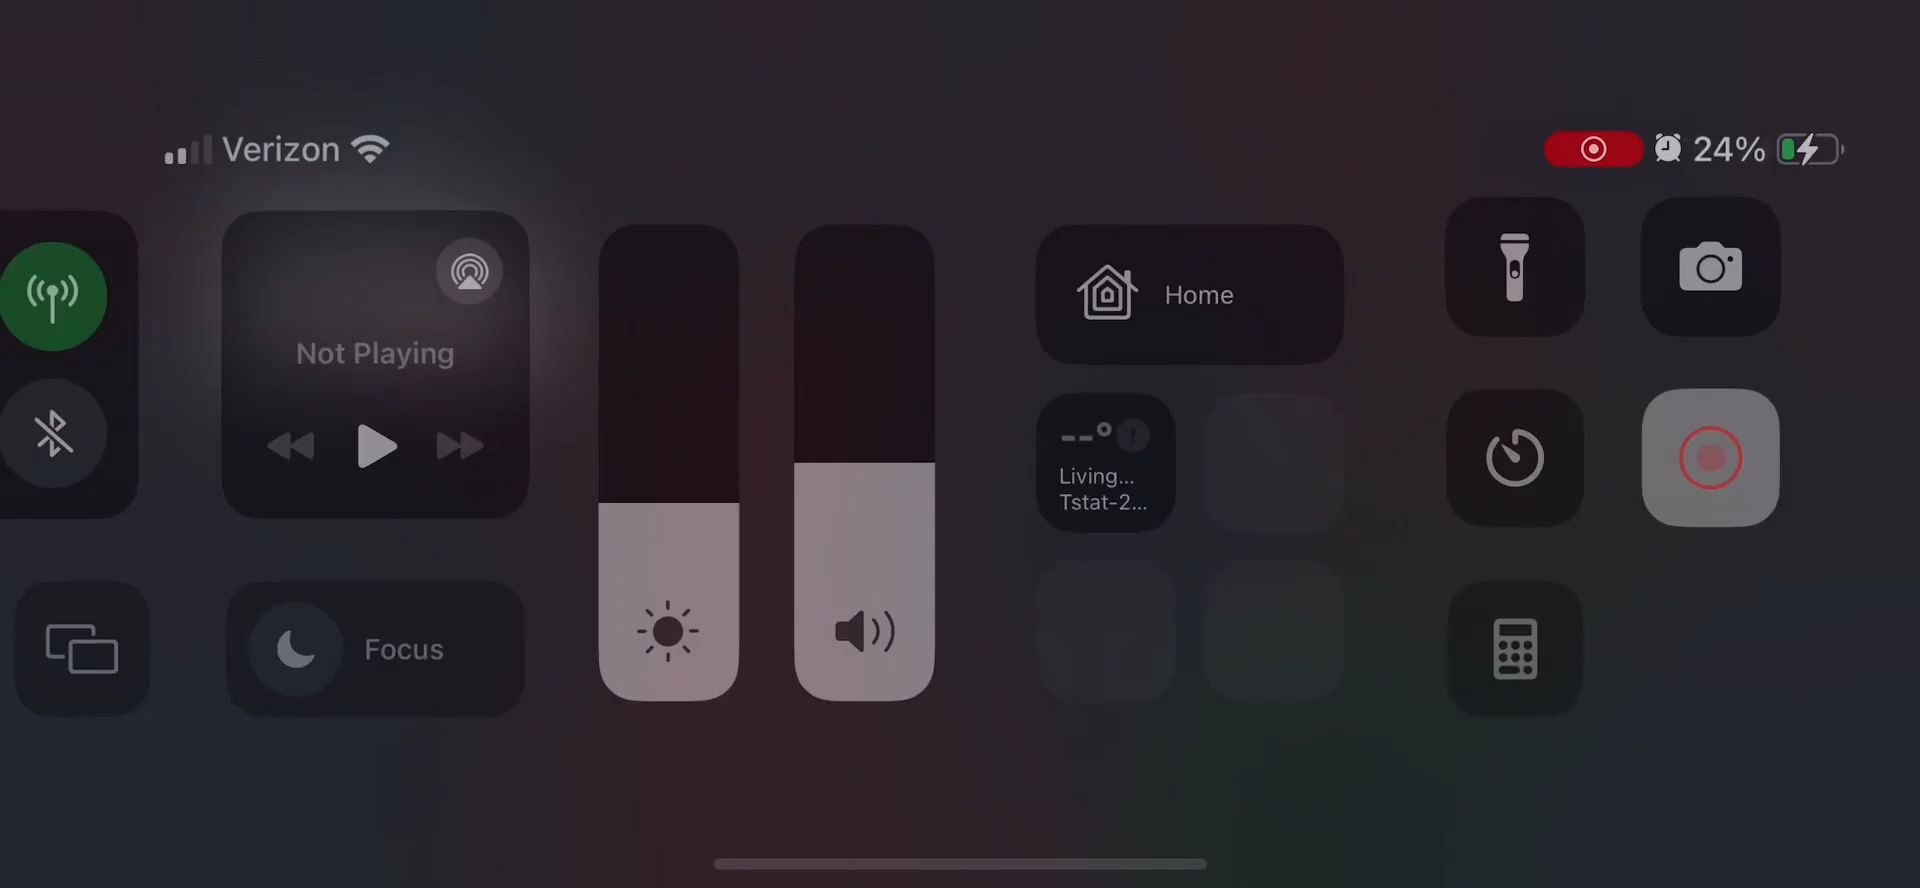 Verizon
24%
Not Playing
Home
--°
Living...
Tstat-2...
Focus